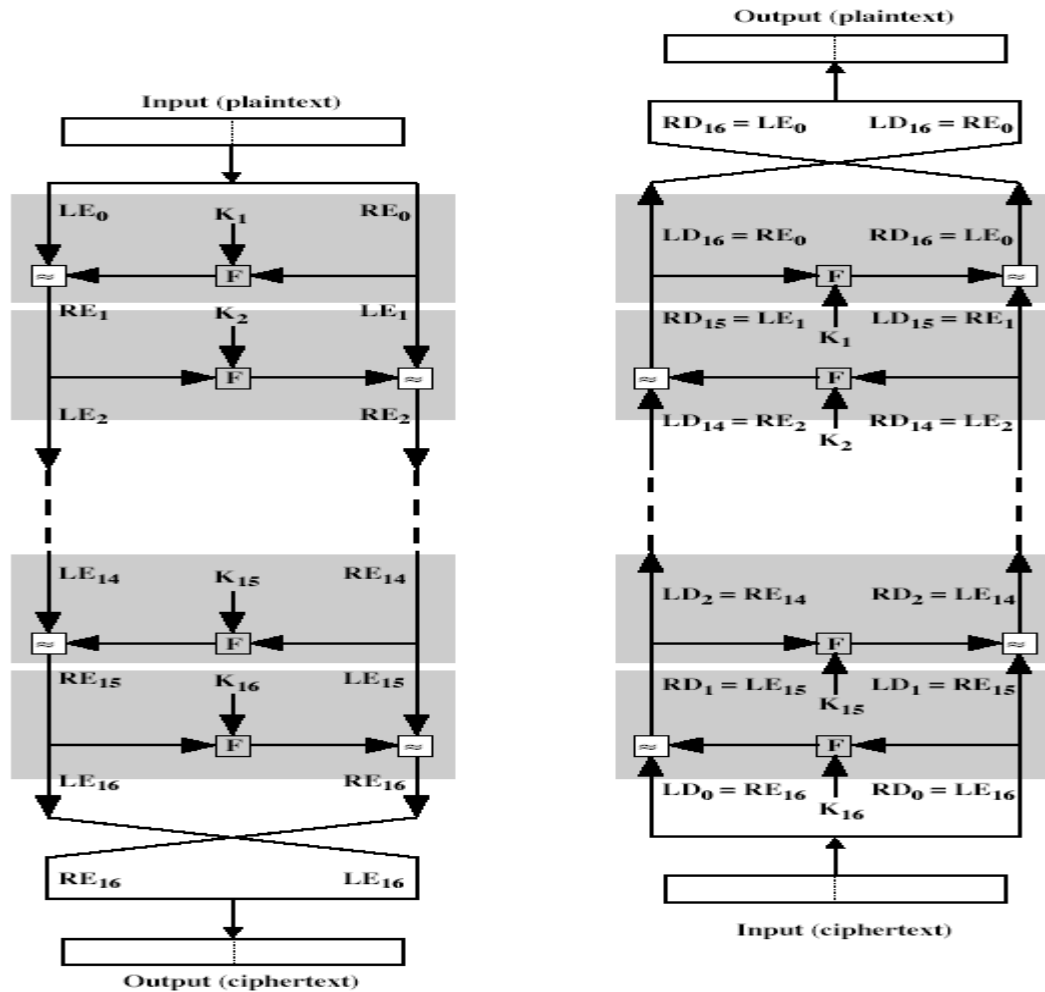 Input (plaintext)
LE₀ K₁ RE₀
≈ F
RE₁ K₂ LE₁
F ≈
LE₂ RE₂
LE₁₄ K₁₅ RE₁₄
≈ F
RE₁₅ K₁₆ LE₁₅
F ≈
LE₁₆ RE₁₆
RE₁₆ LE₁₆
Output (ciphertext)
Output (plaintext)
RD₁₆ = LE₀ LD₁₆ = RE₀
LD₁₆ = RE₀ RD₁₆ = LE₀
F ≈
RD₁₅ = LE₁ K₁ LD₁₅ = RE₁
≈ F
LD₁₄ = RE₂ K₂ RD₁₄ = LE₂
LD₂ = RE₁₄ RD₂ = LE₁₄
F ≈
RD₁ = LE₁₅ K₁₅ LD₁ = RE₁₅
≈ F
LD₀ = RE₁₆ K₁₆ RD₀ = LE₁₆
Input (ciphertext)